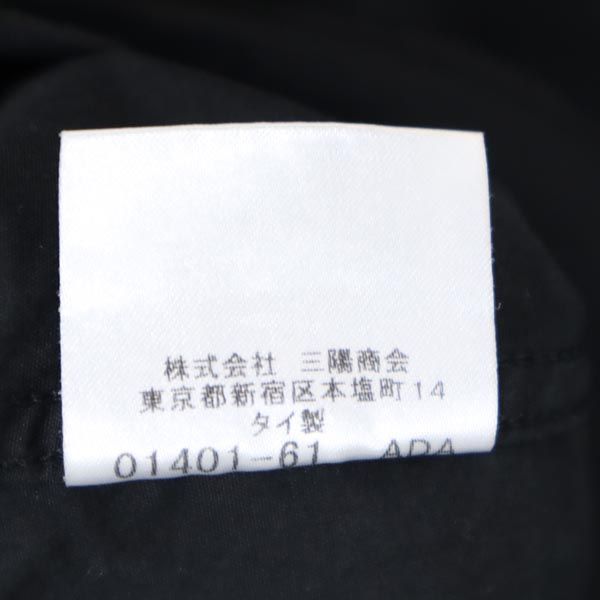 株式会社 三陽商会
東京都新宿区本塩町14
タイ製
01401-61